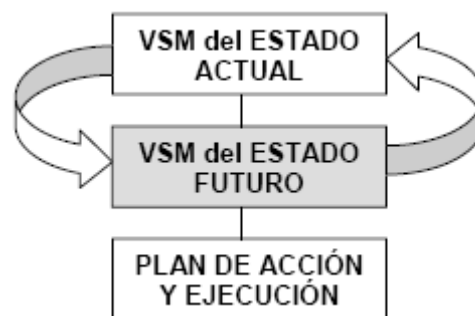 VSM del ESTADO
ACTUAL
VSM del ESTADO
FUTURO
PLAN DE ACCIÓN
Y EJECUCIÓN